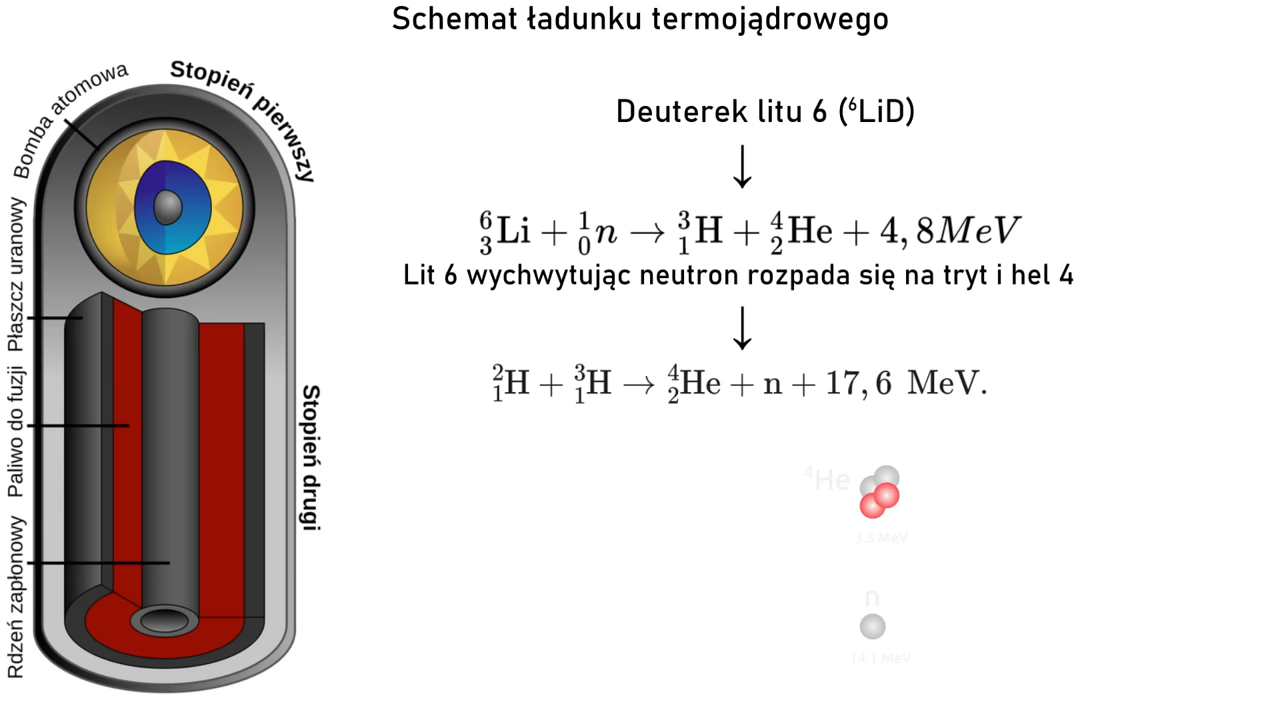 Schemat ładunku termojądrowego
Bomba atomowa
Stopień pierwszy
Płaszcz uranowy
Paliwo do fuzji
Rdzeń zapłonowy
Stopień drugi
Deuterek litu 6 (⁶LiD)
↓
⁶₃Li + ¹₀n → ³₁H + ⁴₂He + 4,8MeV
Lit 6 wychwytując neutron rozpada się na tryt i hel 4
↓
²₁H + ³₁H → ⁴₂He + n + 17,6 MeV.
⁴He
3.5 MeV
n
14.1 MeV